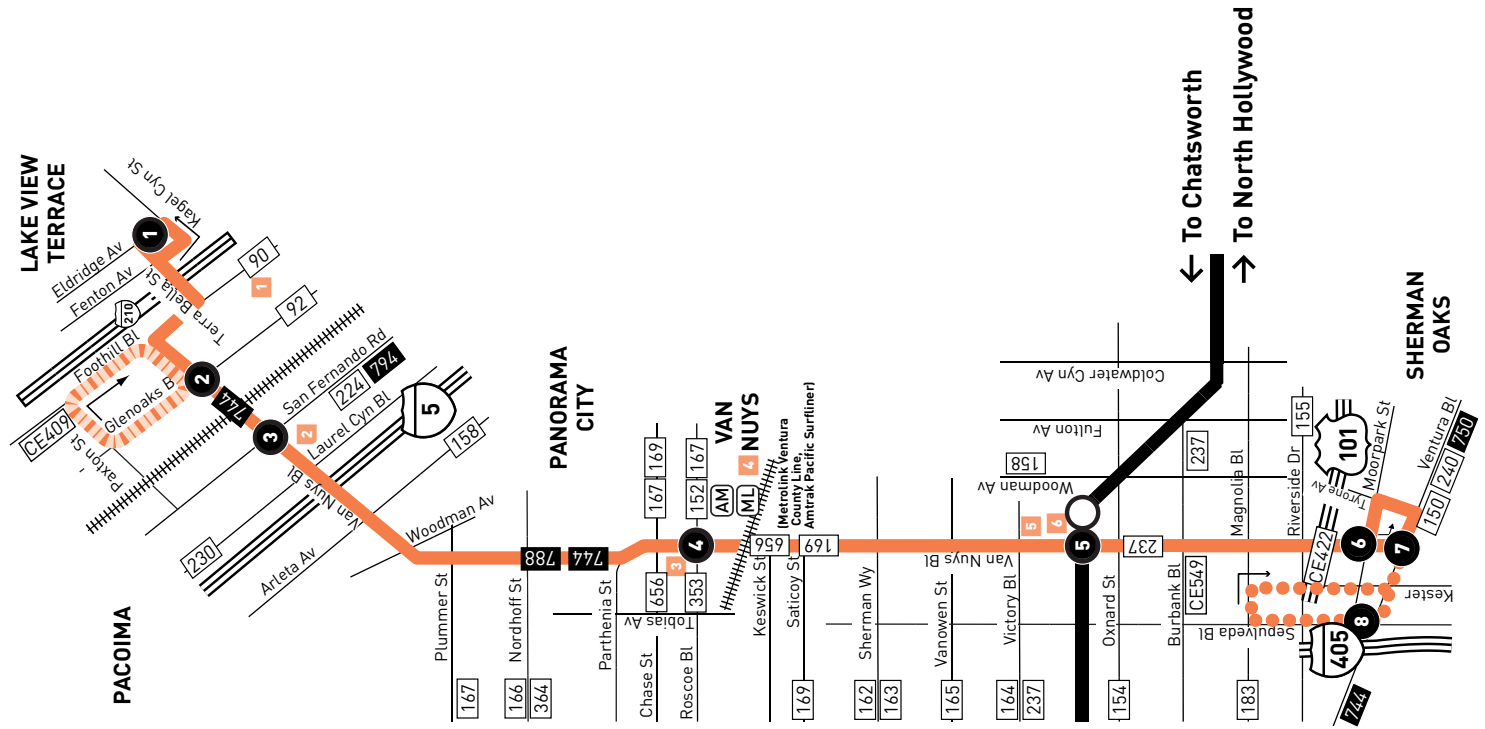 LAKE VIEW
TERRACE
Kagel Cyn St
1
Eldridge Av
Fenton Av
Terra Bella St
90
1
210
Foothill Bl
92
CE409
Paxton St
Glenoaks B
2
744
San Fernando Rd
224
794
3
2
Laurel Cyn Bl
5
158
Van Nuys Bl
230
Arleta Av
Woodman Av
PACOIMA
PANORAMA
CITY
Plummer St
167
Nordhoff St
166
364
788
744
Parthenia St
Tobias Av
Chase St
656
167
169
Roscoe Bl
353
3
4
152
167
VAN
NUYS
4
AM
ML
(Metrolink Ventura
County Line,
Amtrak Pacific Surfliner)
Keswick St
656
Saticoy St
169
169
Sherman Wy
162
163
Vanowen St
165
Van Nuys Bl
Victory Bl
164
237
5
6
5
158
Woodman Av
Fulton Av
Coldwater Cyn Av
To Chatsworth
To North Hollywood
Oxnard St
154
237
Burbank Bl
CE549
237
Magnolia Bl
183
Sepulveda Bl
Riverside Dr
155
CE422
101
Tyrone Av
Moorpark St
6
7
8
Kester
405
744
Ventura Bl
150
240
750
SHERMAN
OAKS